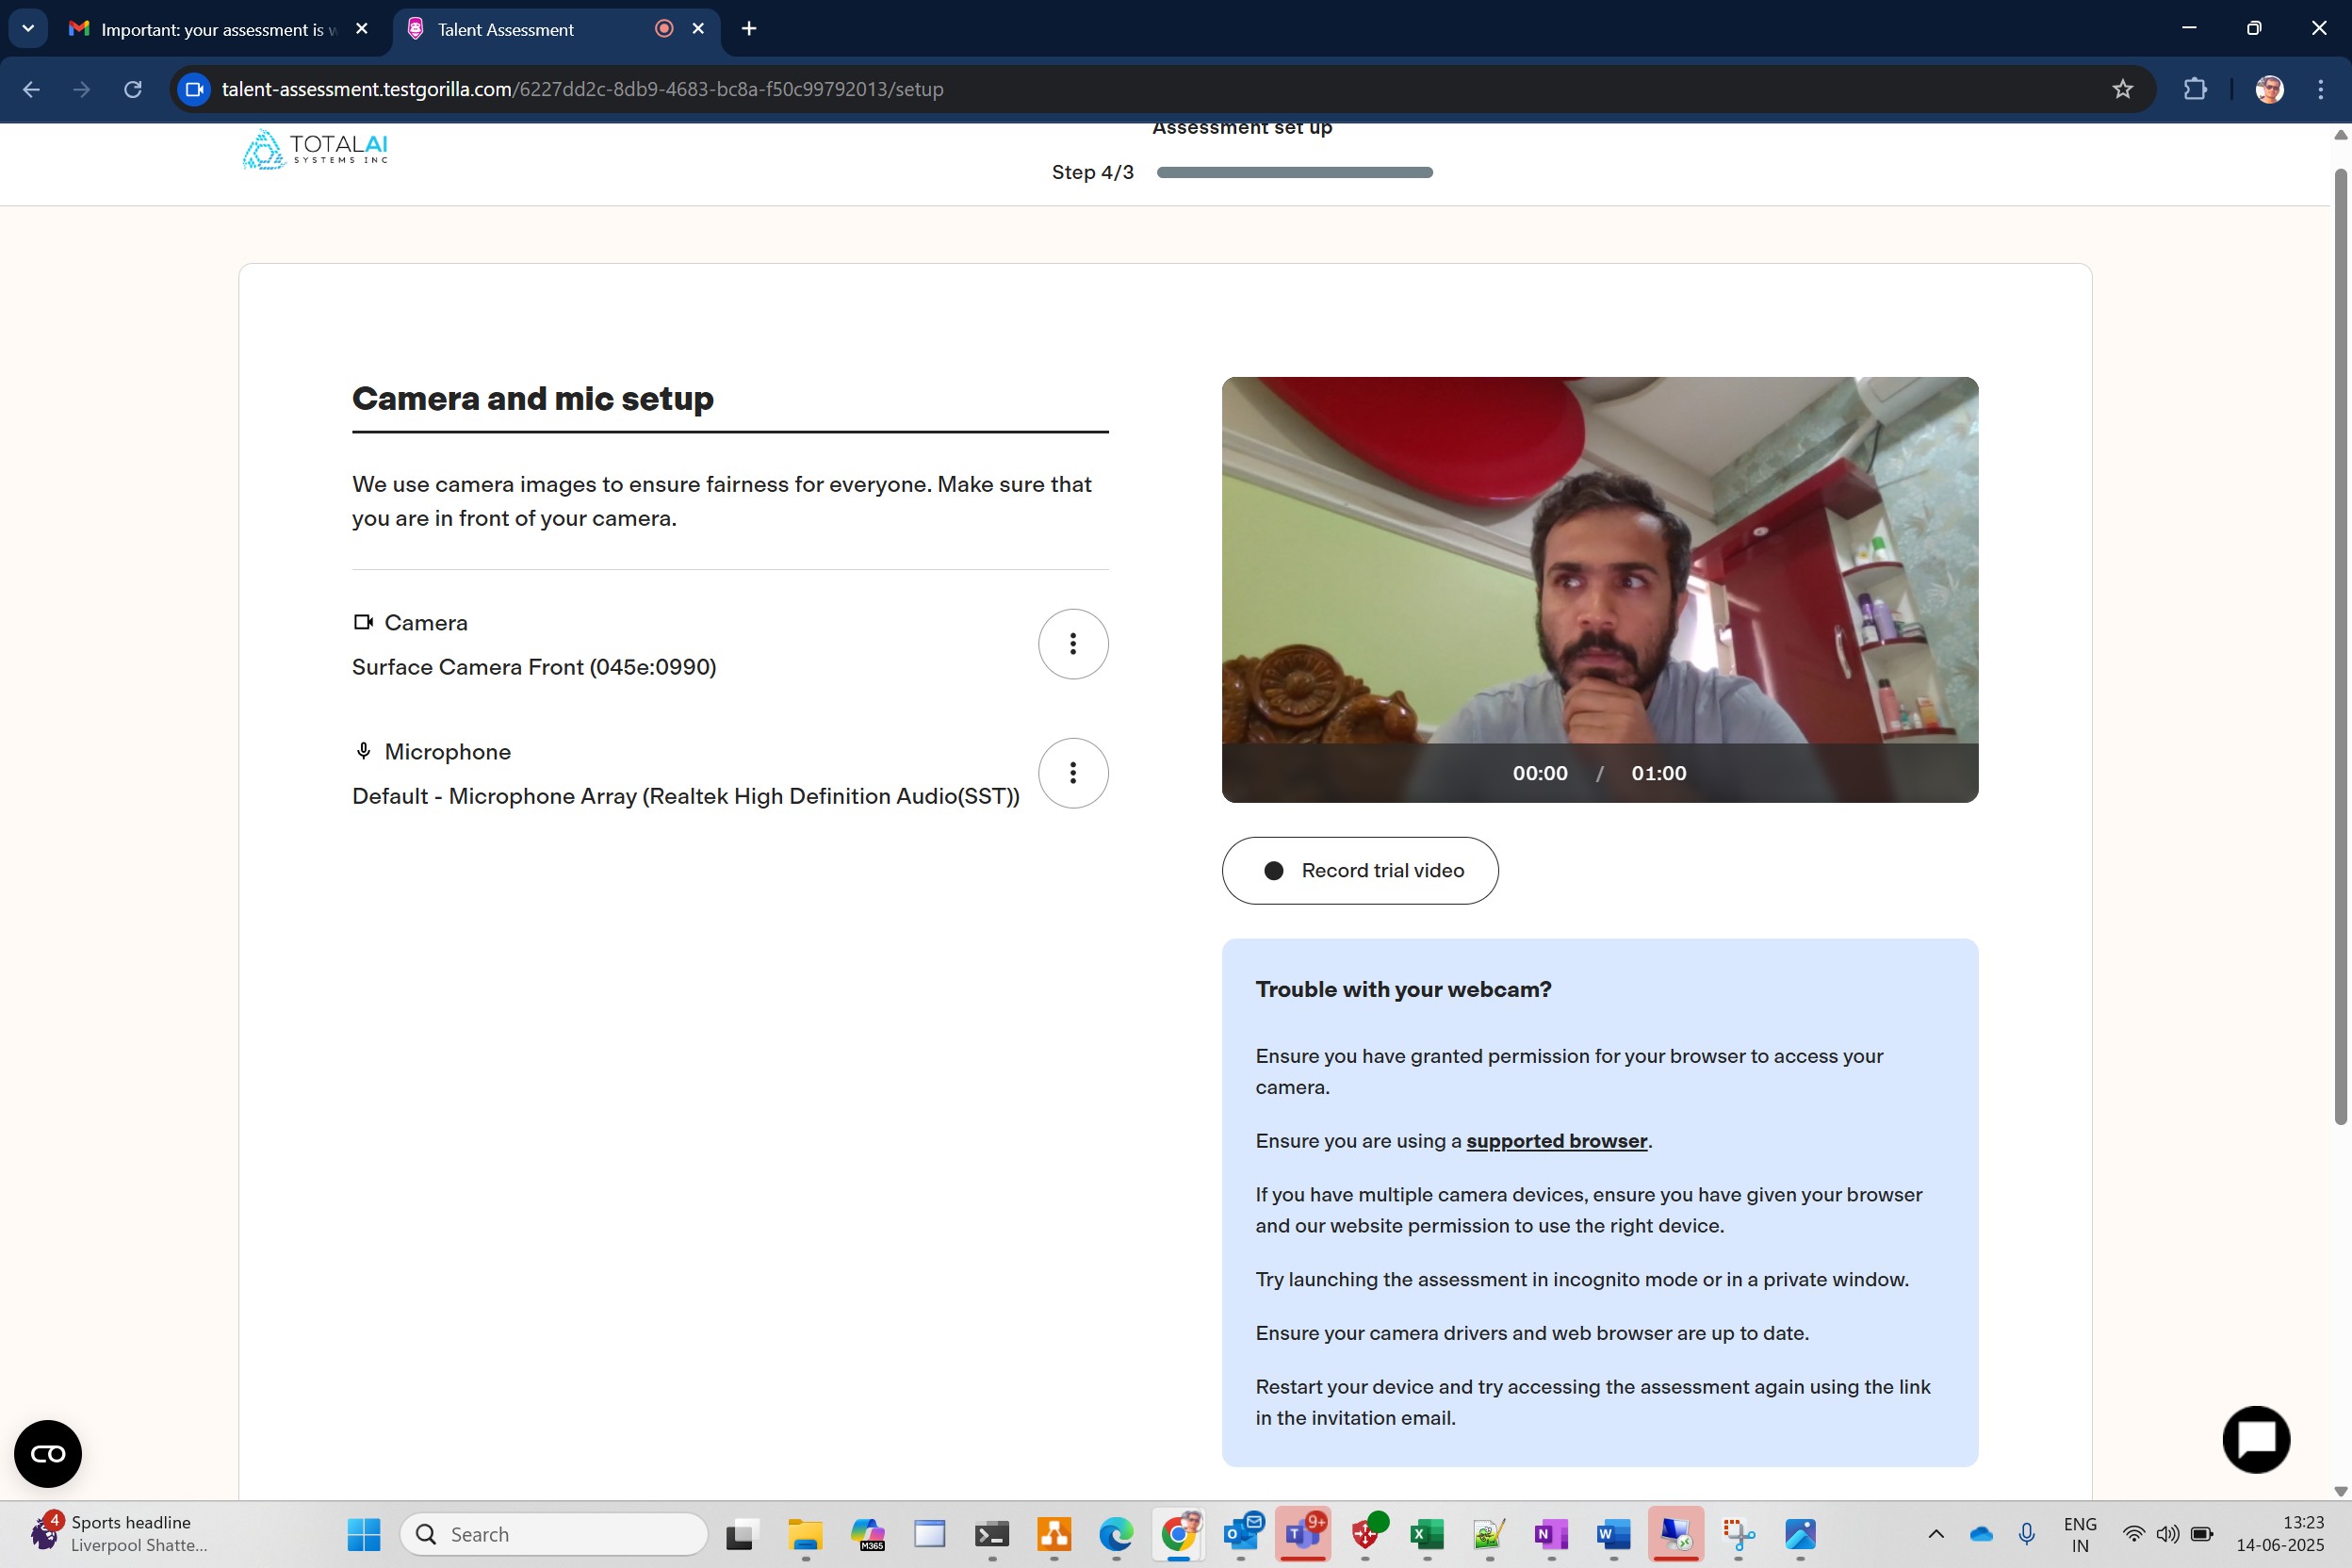 Important: your assessment is w
Talent Assessment
talent-assessment.testgorilla.com/6227dd2c-8db9-4683-bc8a-f50c99792013/setup
TOTALAI
SYSTEMS INC
Assessment set up
Step 4/3
Camera and mic setup
We use camera images to ensure fairness for everyone. Make sure that
you are in front of your camera.
Camera
Surface Camera Front (045e:0990)
Microphone
Default - Microphone Array (Realtek High Definition Audio(SST))
00:00 / 01:00
Record trial video
Trouble with your webcam?
Ensure you have granted permission for your browser to access your
camera.
Ensure you are using a supported browser.
If you have multiple camera devices, ensure you have given your browser
and our website permission to use the right device.
Try launching the assessment in incognito mode or in a private window.
Ensure your camera drivers and web browser are up to date.
Restart your device and try accessing the assessment again using the link
in the invitation email.
4
Sports headline
Liverpool Shatte...
Search
M365
O
T
9+
X
N
W
ENG
IN
13:23
14-06-2025